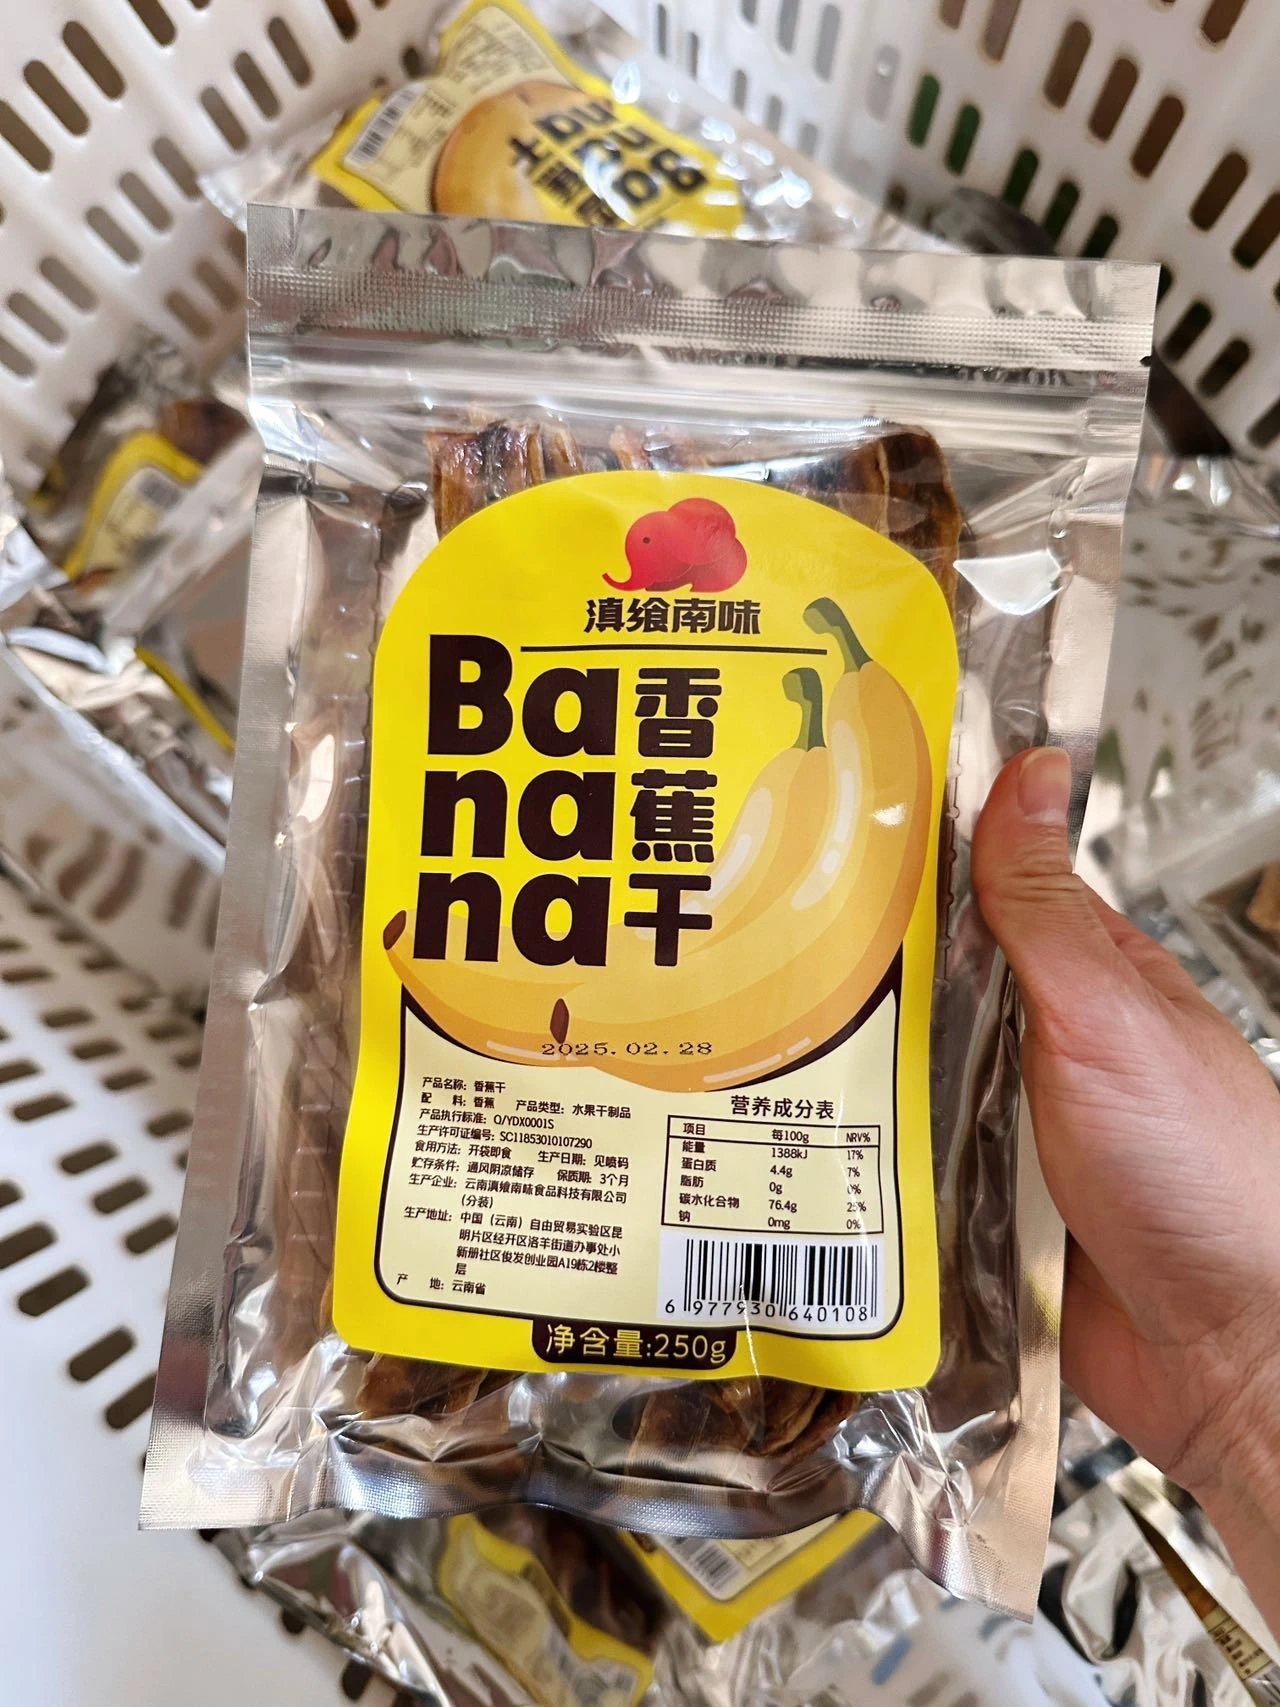 滇飨南味
Ba
na
na
香
蕉
干
2025.02.28
产品名称: 香蕉干
配 料: 香蕉 产品类型: 水果干制品
产品执行标准: Q/YDX0001S
生产许可证编号: SC11853010107290
食用方法: 开袋即食 生产日期: 见喷码
贮存条件: 通风阴凉储存 保质期: 3个月
生产企业: 云南滇飨南味食品科技有限公司
(分装)
生产地址: 中国(云南)自由贸易实验区昆
明片区经开区洛羊街道办事处小
新册社区俊发创业园A19栋2楼整
层
产 地: 云南省
营养成分表
项目 每100g NRV%
能量 1388kJ 17%
蛋白质 4.4g 7%
脂肪 0g 0%
碳水化合物 76.4g 25%
钠 0mg 0%
6 977930 640108
净含量:250g